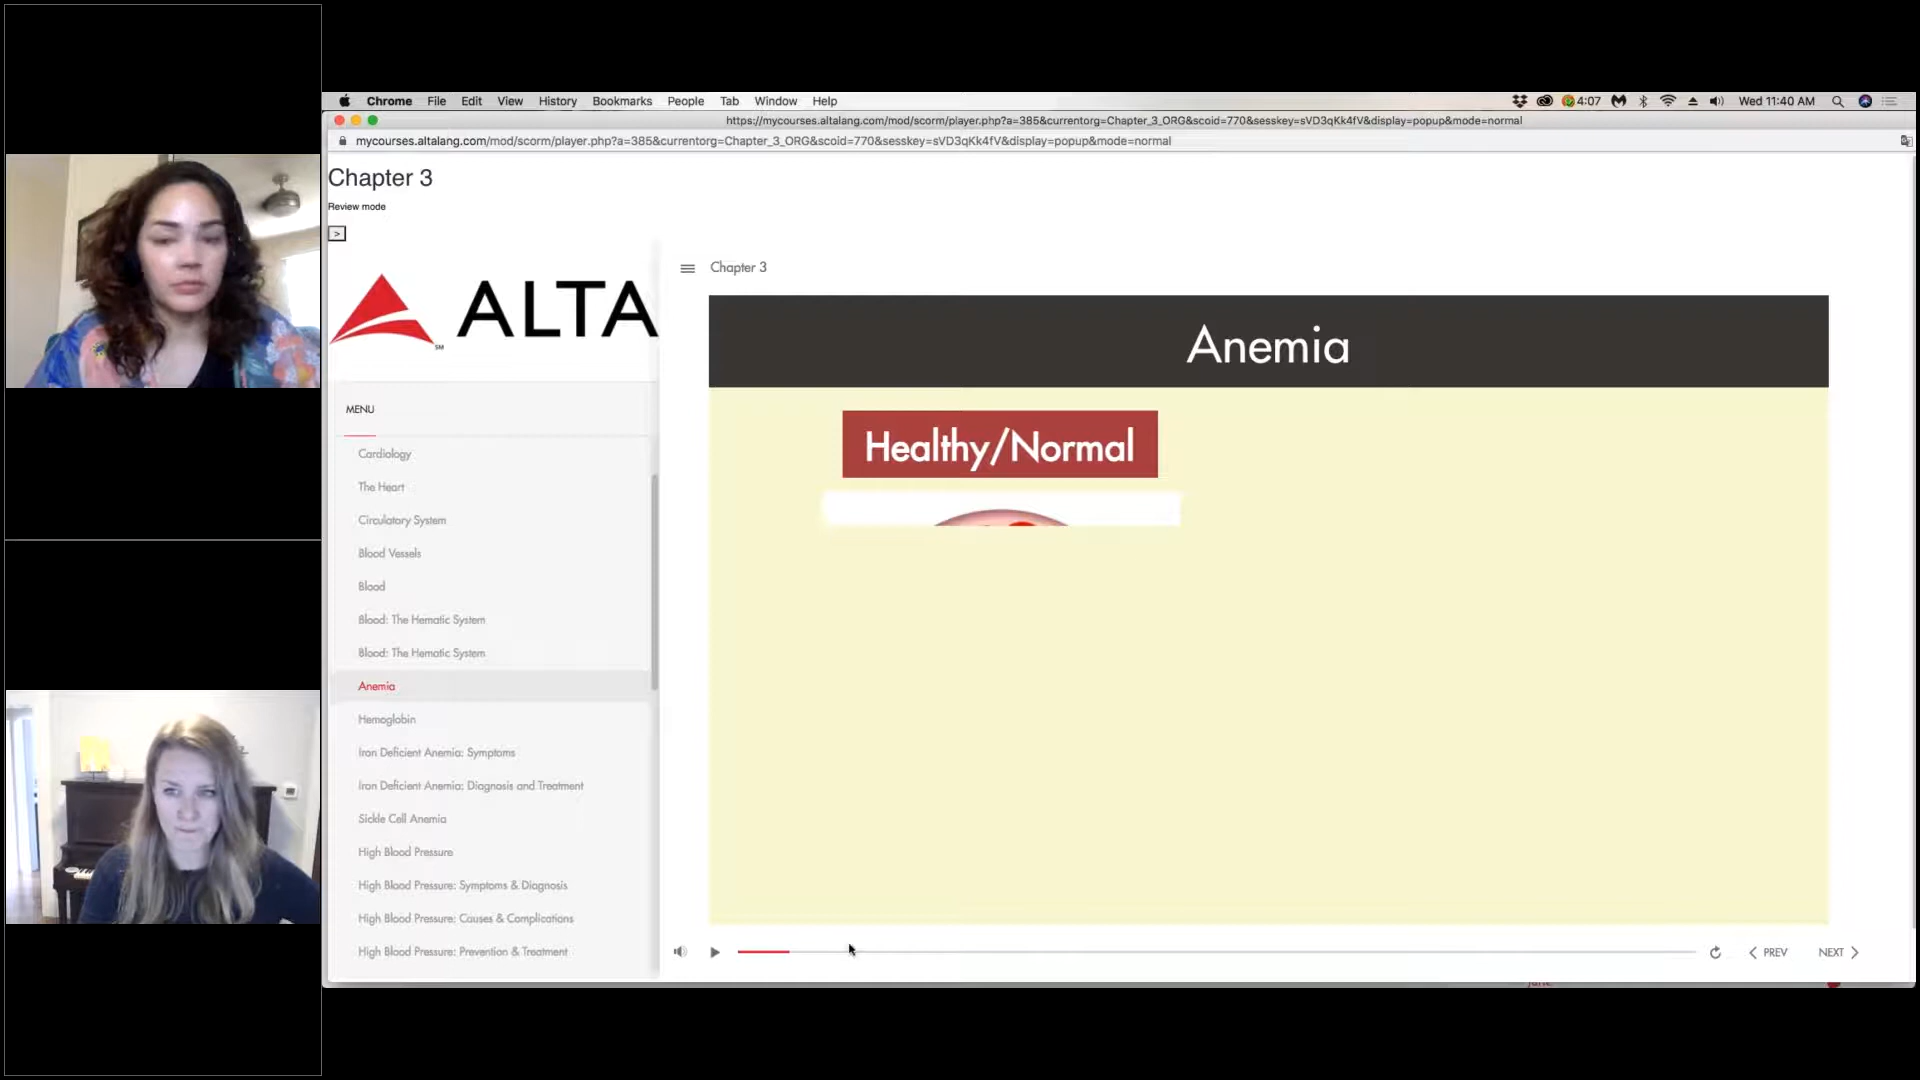 Chrome File Edit View History Bookmarks People Tab Window Help 4:07 Wed 11:40 AM
https://mycourses.altalang.com/mod/scorm/player.php?a=385&currentorg=Chapter_3_ORG&scoid=770&sesskey=sVD3qKk4fV&display=popup&mode=normal
mycourses.altalang.com/mod/scorm/player.php?a=385&currentorg=Chapter_3_ORG&scoid=770&sesskey=sVD3qKk4fV&display=popup&mode=normal
Chapter 3
Review mode
>
ALTA
SM
MENU
Cardiology
The Heart
Circulatory System
Blood Vessels
Blood
Blood: The Hematic System
Blood: The Hematic System
Anemia
Hemoglobin
Iron Deficient Anemia: Symptoms
Iron Deficient Anemia: Diagnosis and Treatment
Sickle Cell Anemia
High Blood Pressure
High Blood Pressure: Symptoms & Diagnosis
High Blood Pressure: Causes & Complications
High Blood Pressure: Prevention & Treatment
Chapter 3
Anemia
Healthy/Normal
PREV NEXT